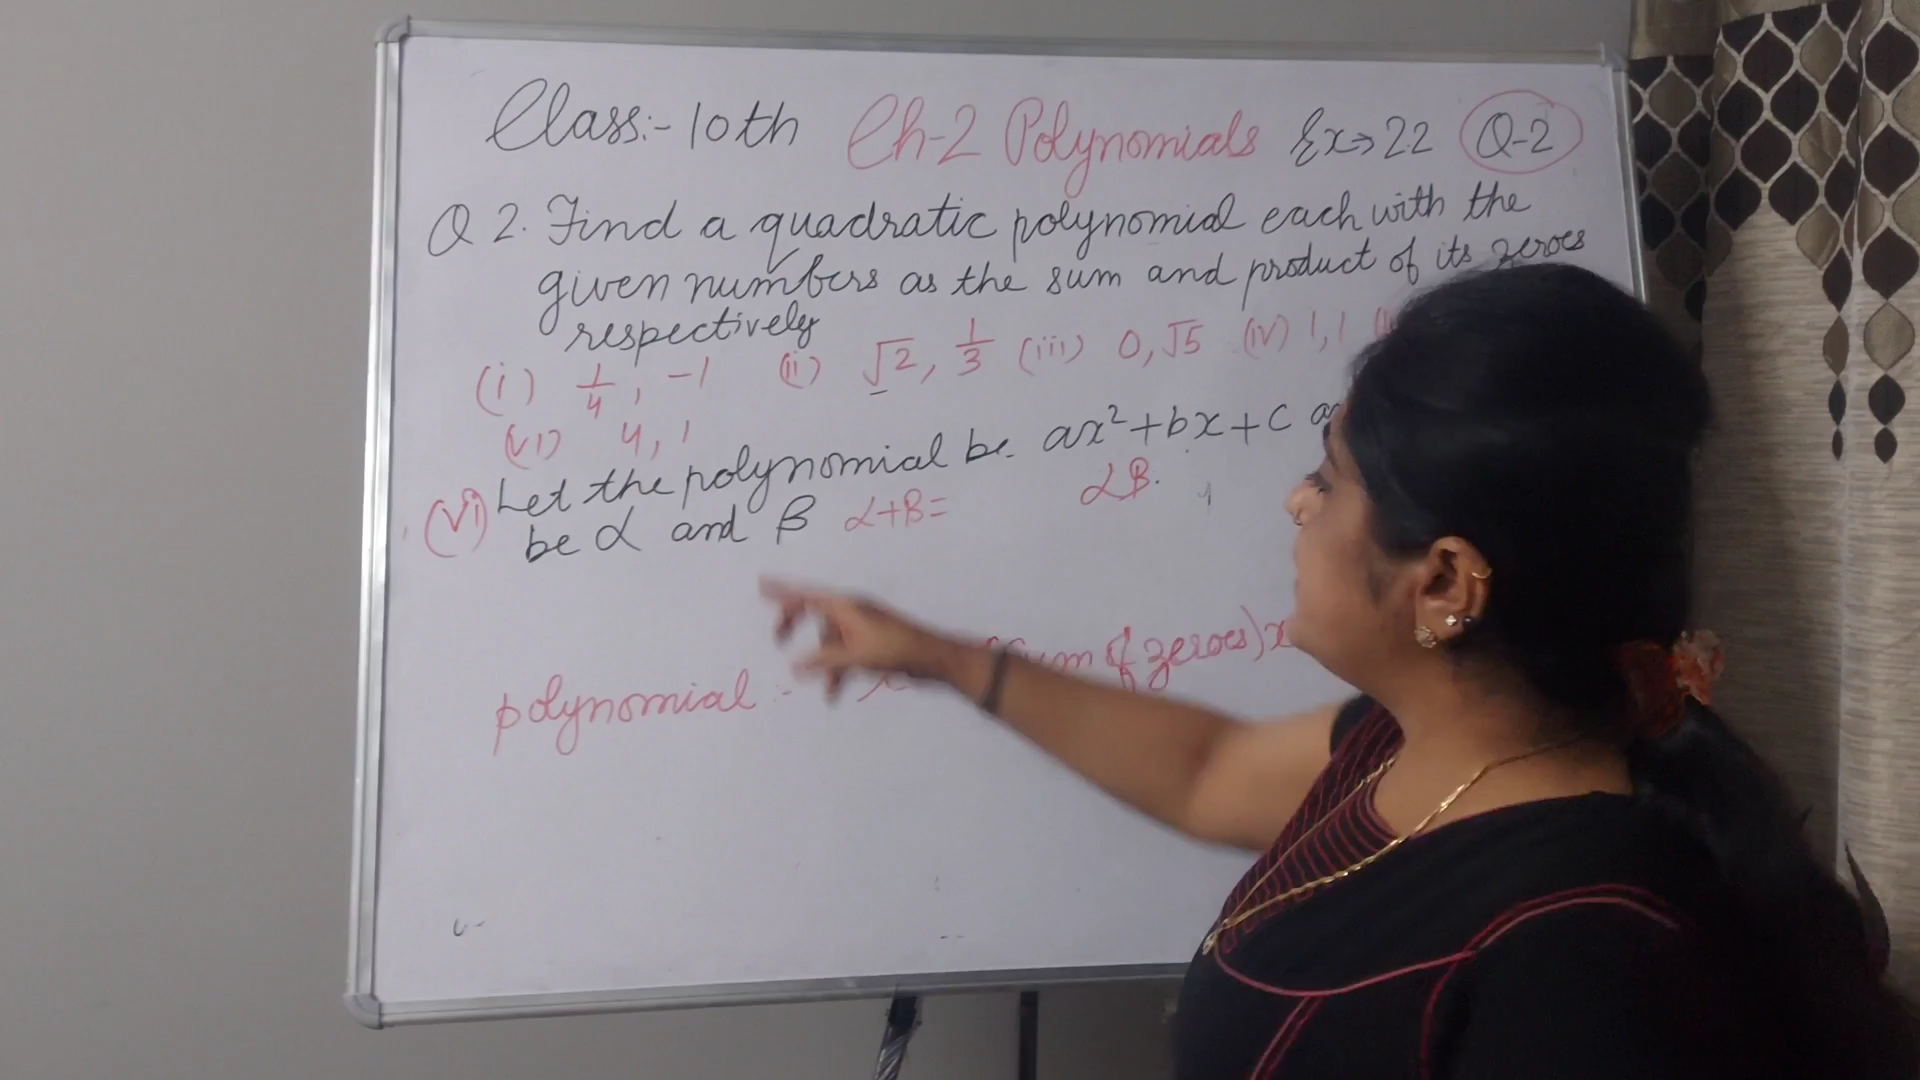 Class:- 10th Ch-2 Polynomials Ex→2.2 Q-2
Q 2. Find a quadratic polynomial each with the
given numbers as the sum and product of its zeroes
respectively
(i) 1/4, -1 (ii) √2, 1/3 (iii) 0, √5 (iv) 1, 1
(vi) 4, 1
(vi) Let the polynomial be ax²+bx+c
be α and β α+β= αβ
polynomial :- Sum of zeroes) x